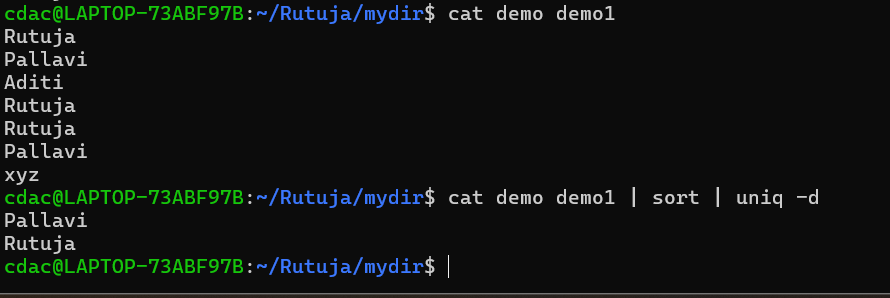 cdac@LAPTOP-73ABF97B:~/Rutuja/mydir$ cat demo demo1
Rutuja
Pallavi
Aditi
Rutuja
Rutuja
Pallavi
xyz
cdac@LAPTOP-73ABF97B:~/Rutuja/mydir$ cat demo demo1 | sort | uniq -d
Pallavi
Rutuja
cdac@LAPTOP-73ABF97B:~/Rutuja/mydir$